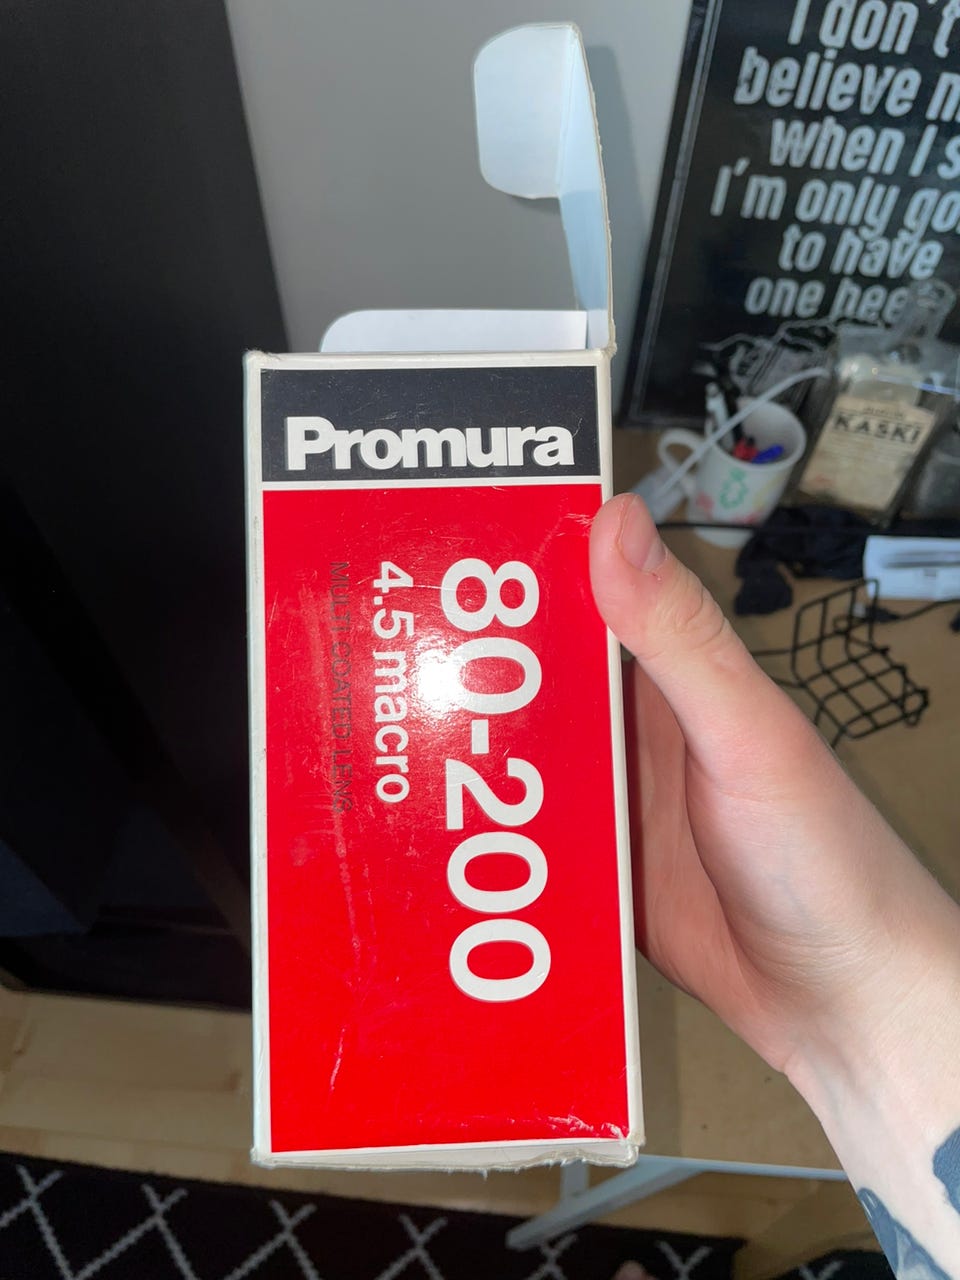 Promura
80-200
4.5 macro
MULTI COATED LENS
I don't
believe m
when I s
I'm only go
to have
one bee
KASKI